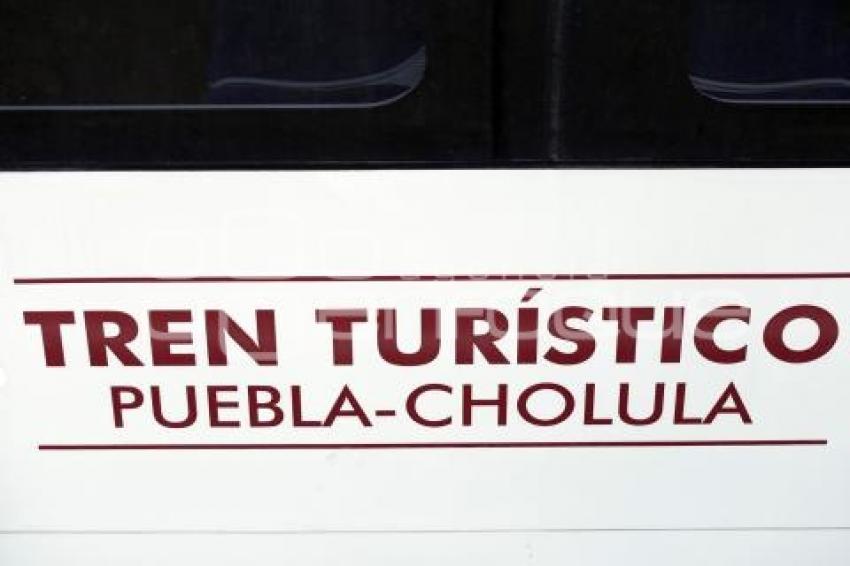 TREN TURÍSTICO
PUEBLA-CHOLULA